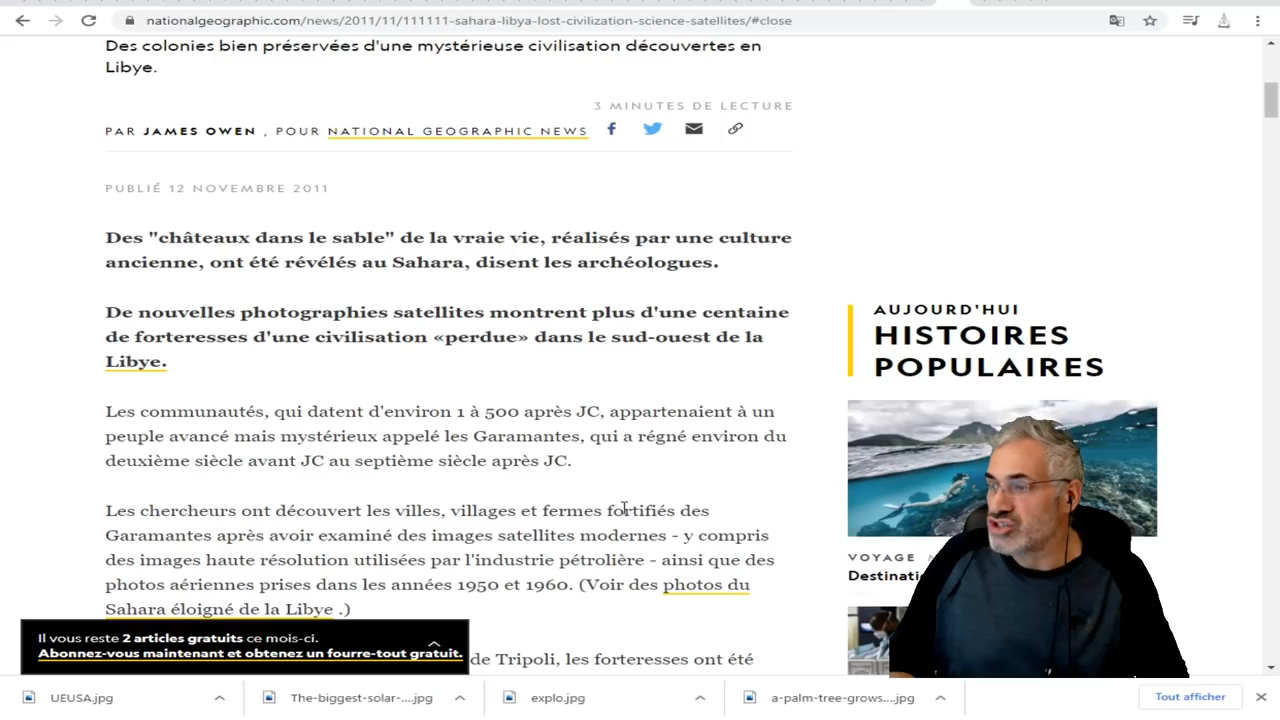 nationalgeographic.com/news/2011/11/111111-sahara-libya-lost-civilization-science-satellites/#close
Des colonies bien préservées d'une mystérieuse civilisation découvertes en
Libye.
3 MINUTES DE LECTURE
PAR JAMES OWEN , POUR NATIONAL GEOGRAPHIC NEWS
PUBLIÉ 12 NOVEMBRE 2011
Des "châteaux dans le sable" de la vraie vie, réalisés par une culture
ancienne, ont été révélés au Sahara, disent les archéologues.
De nouvelles photographies satellites montrent plus d'une centaine
de forteresses d'une civilisation «perdue» dans le sud-ouest de la
Libye.
Les communautés, qui datent d'environ 1 à 500 après JC, appartenaient à un
peuple avancé mais mystérieux appelé les Garamantes, qui a régné environ du
deuxième siècle avant JC au septième siècle après JC.
Les chercheurs ont découvert les villes, villages et fermes fortifiés des
Garamantes après avoir examiné des images satellites modernes - y compris
des images haute résolution utilisées par l'industrie pétrolière - ainsi que des
photos aériennes prises dans les années 1950 et 1960. (Voir des photos du
Sahara éloigné de la Libye .)
de Tripoli, les forteresses ont été
Il vous reste 2 articles gratuits ce mois-ci.
Abonnez-vous maintenant et obtenez un fourre-tout gratuit.
AUJOURD'HUI
HISTOIRES
POPULAIRES
VOYAGE
Destinati
UEUSA.jpg
The-biggest-solar-....jpg
explo.jpg
a-palm-tree-grows....jpg
Tout afficher